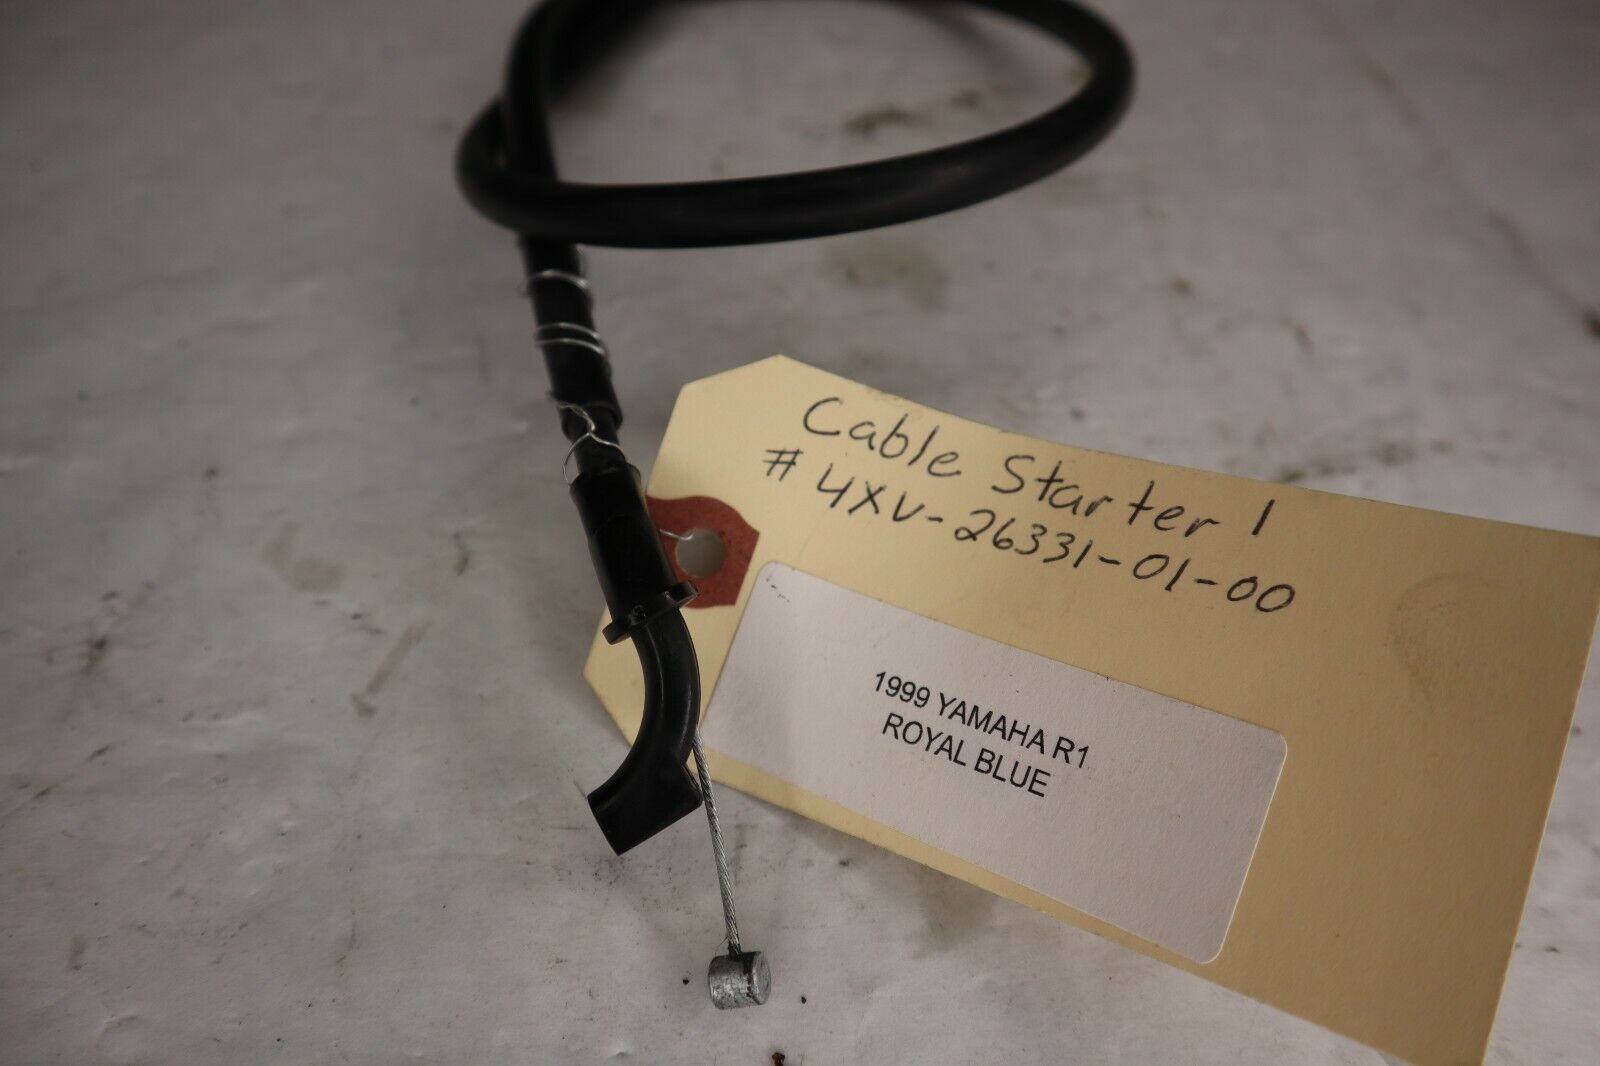 Cable Starter 1
# 4XV-26331-01-00
1999 YAMAHA R1
ROYAL BLUE